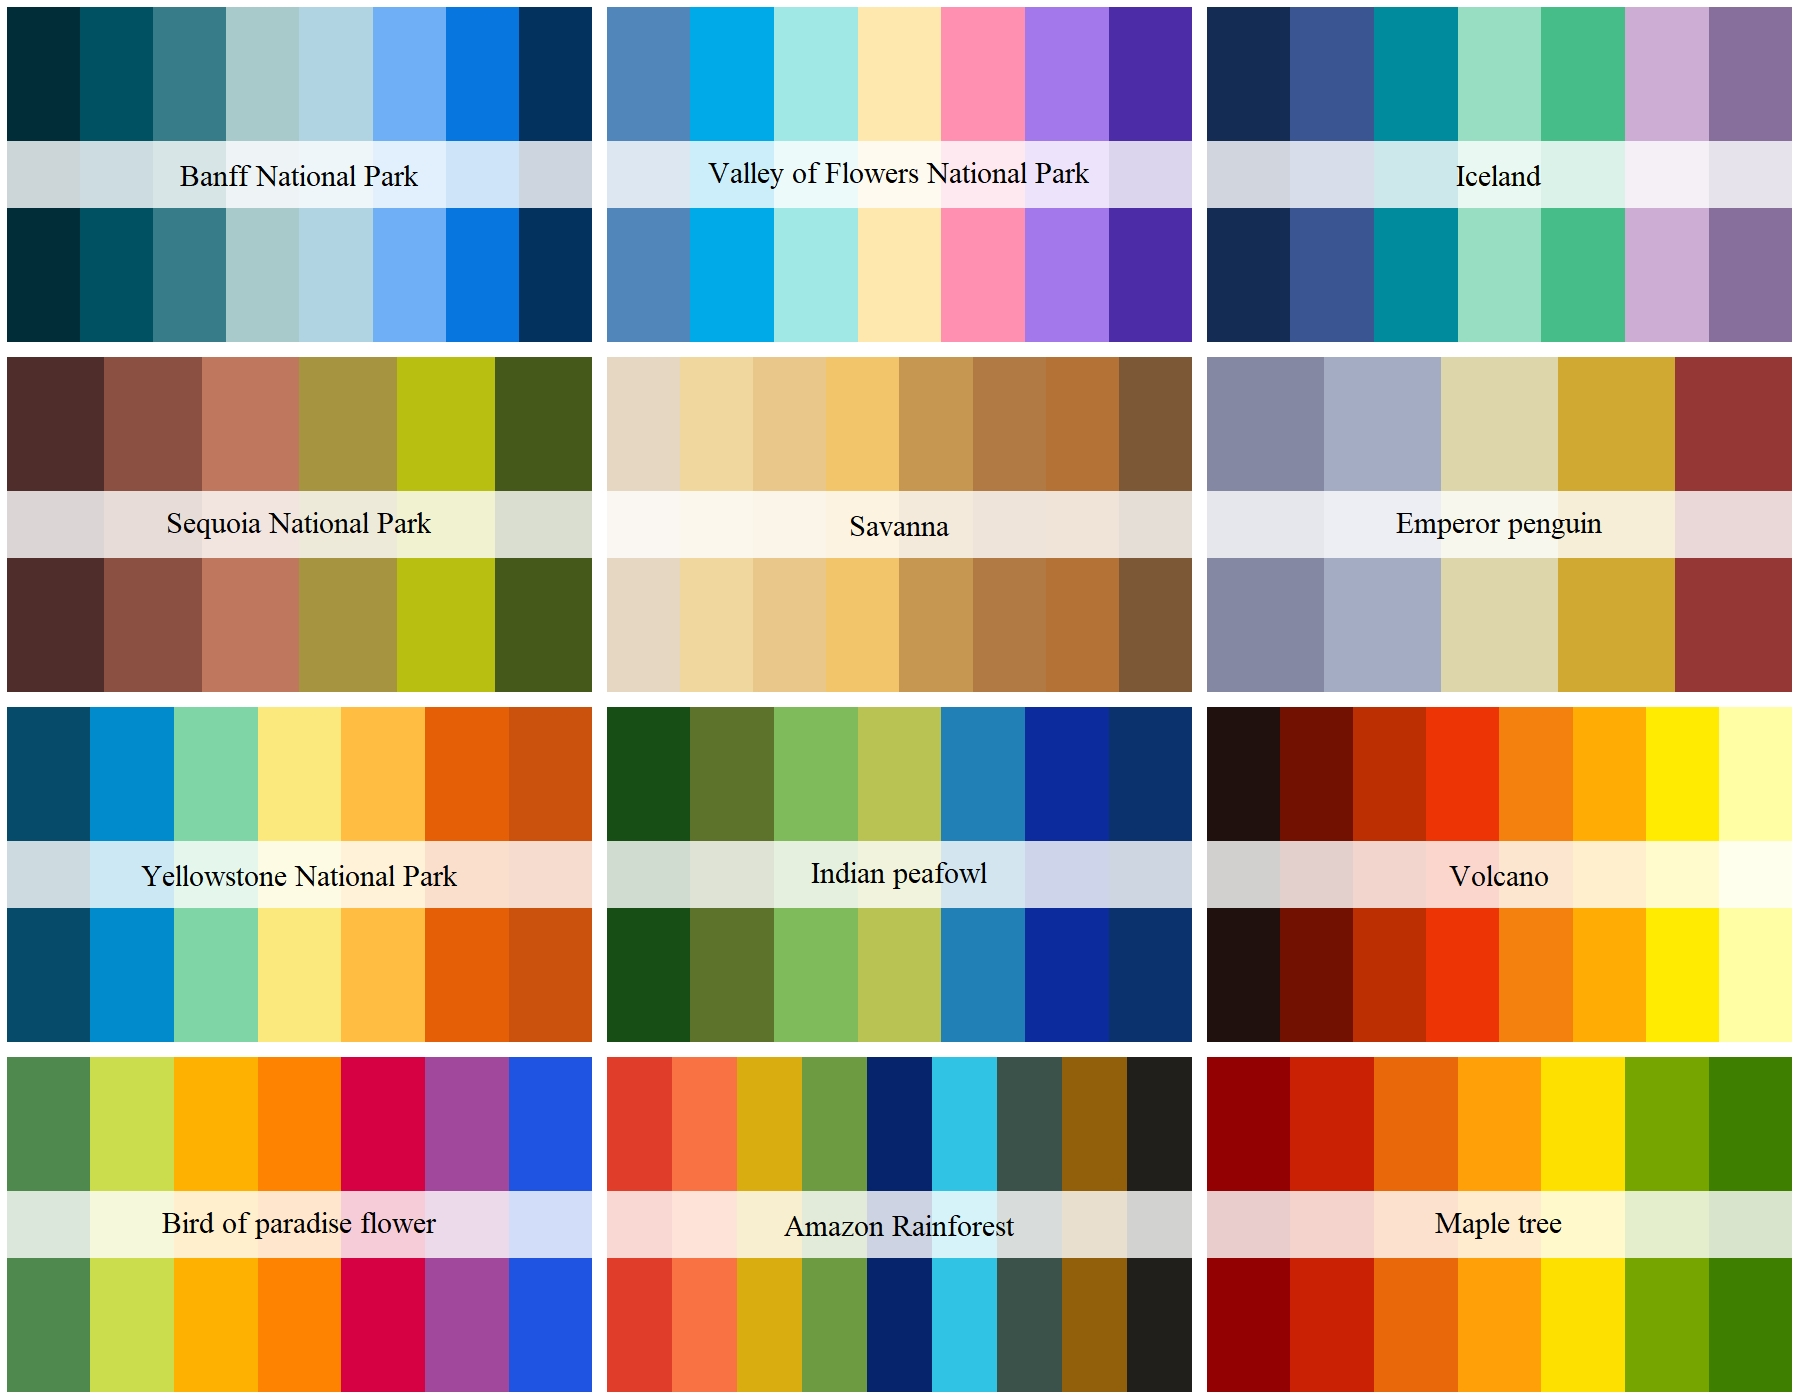 Banff National Park
Valley of Flowers National Park
Iceland
Sequoia National Park
Savanna
Emperor penguin
Yellowstone National Park
Indian peafowl
Volcano
Bird of paradise flower
Amazon Rainforest
Maple tree